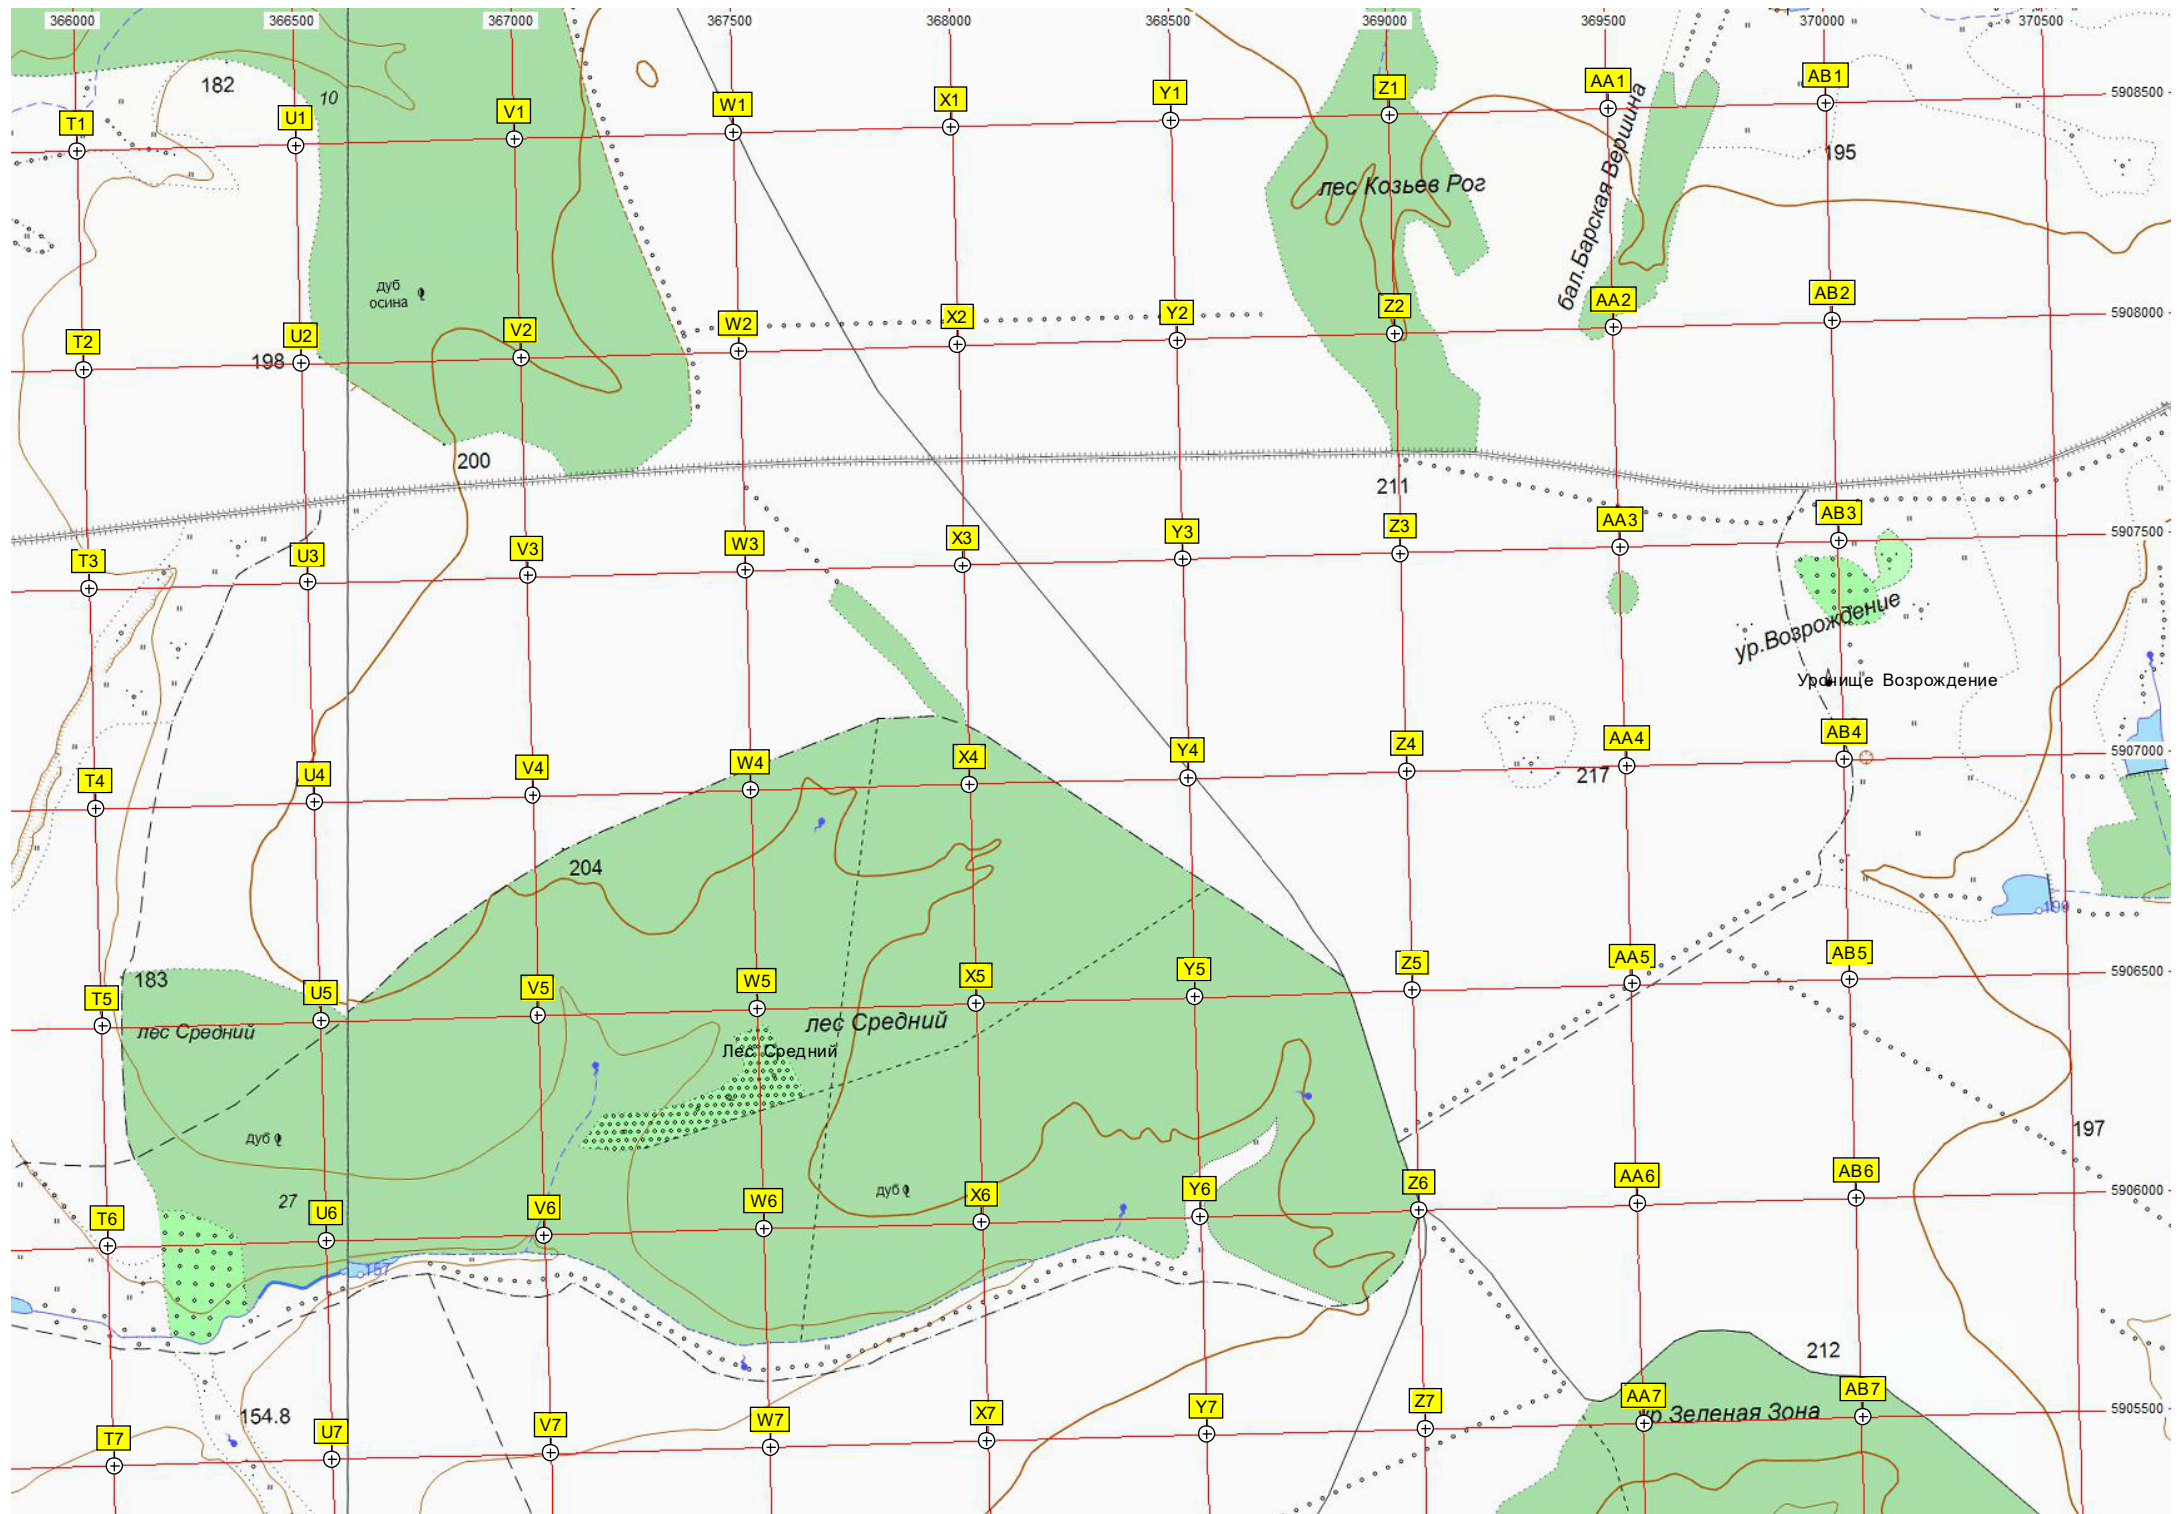 366000 366500 367000 367500 368000 368500 369000 369500 370000 370500
182
10
5908500
T1 U1 V1 W1 X1 Y1 Z1 AA1 AB1
195
лес Козьев Рог
бал.Барская Вершина
дуб
осина
T2 U2 V2 W2 X2 Y2 Z2 AA2 AB2
5908000
198
200
211
T3 U3 V3 W3 X3 Y3 Z3 AA3 AB3
5907500
ур.Возрождение
Урочище Возрождение
T4 U4 V4 W4 X4 Y4 Z4 AA4 AB4
5907000
217
204
190
183
T5 U5 V5 W5 X5 Y5 Z5 AA5 AB5
5906500
лес Средний
лес Средний
Лес Средний
дуб
197
дуб
27
T6 U6 V6 W6 X6 Y6 Z6 AA6 AB6
5906000
157
212
154.8
T7 U7 V7 W7 X7 Y7 Z7 AA7 AB7
5905500
ур.Зеленая Зона